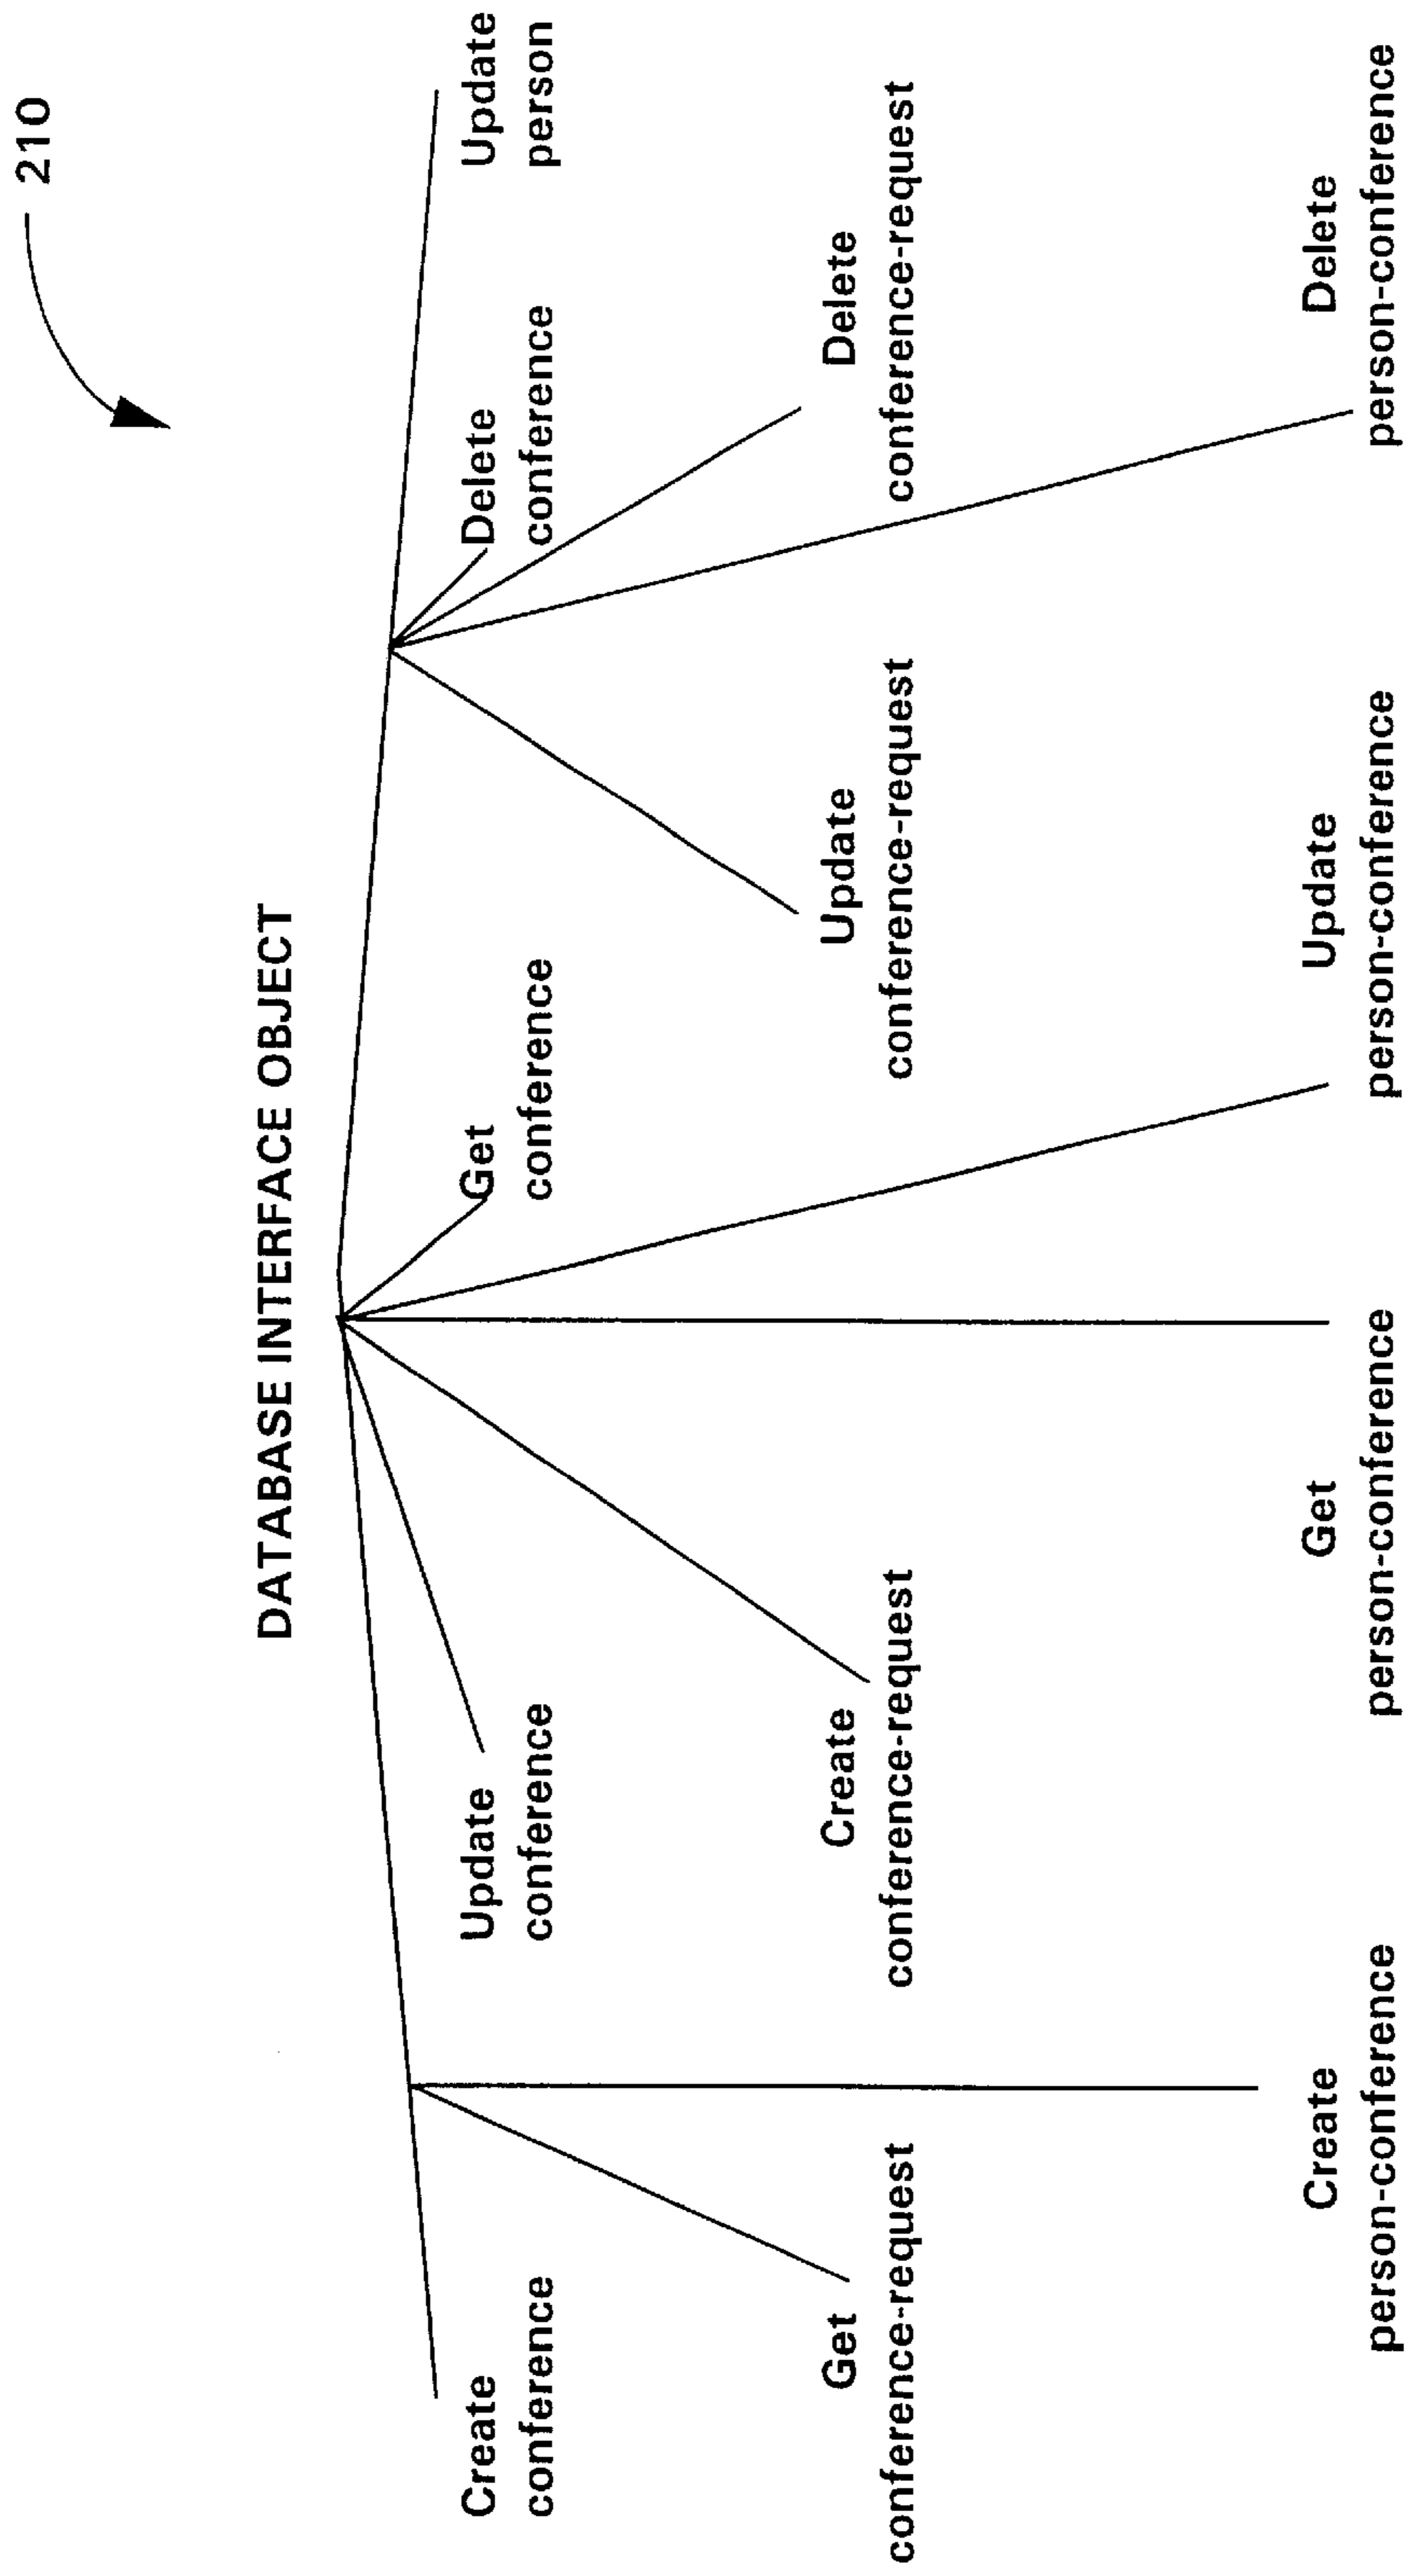 210
DATABASE INTERFACE OBJECT
Create
conference
Update
conference
Get
conference
Delete
conference
Update
person
Get
conference-request
Create
conference-request
Update
conference-request
Delete
conference-request
Create
person-conference
Get
person-conference
Update
person-conference
Delete
person-conference